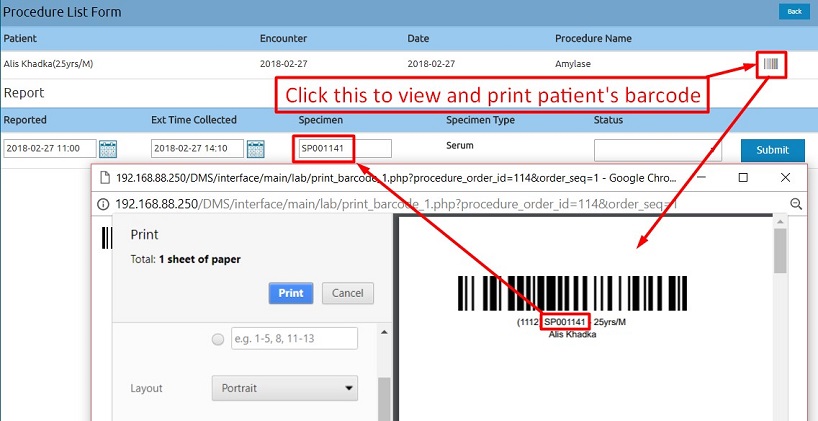 Procedure List Form Back
Patient Encounter Date Procedure Name
Alis Khadka(25yrs/M) 2018-02-27 2018-02-27 Amylase
Report
Click this to view and print patient's barcode
Reported Ext Time Collected Specimen Specimen Type Status
2018-02-27 11:00 2018-02-27 14:10 SP001141 Serum Submit
192.168.88.250/DMS/interface/main/lab/print_barcode_1.php?procedure_order_id=114&order_seq=1 - Google Chro...
192.168.88.250/DMS/interface/main/lab/print_barcode_1.php?procedure_order_id=114&order_seq=1
Print
Total: 1 sheet of paper
Print Cancel
e.g. 1-5, 8, 11-13
Layout Portrait
(1112 SP001141 25yrs/M
Alis Khadka